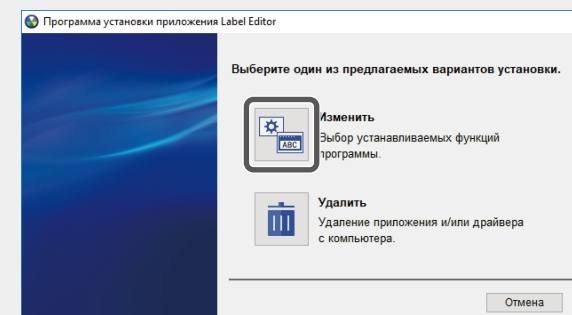 Программа установки приложения Label Editor
Выберите один из предлагаемых вариантов установки.
Изменить
Выбор устанавливаемых функций
программы.
ABC
Удалить
Удаление приложения и/или драйвера
с компьютера.
Отмена